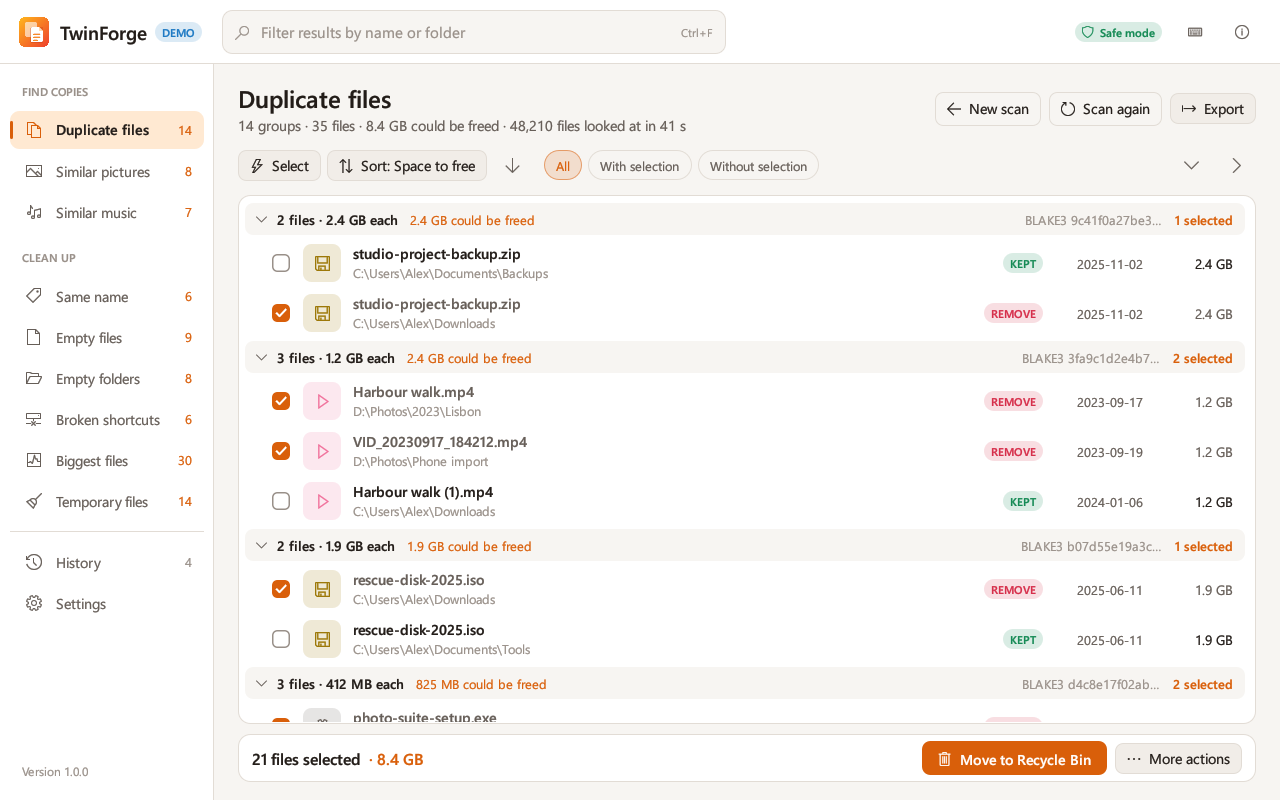 TwinForge DEMO
Filter results by name or folder Ctrl+F
Safe mode
FIND COPIES
Duplicate files 14
Similar pictures 8
Similar music 7
CLEAN UP
Same name 6
Empty files 9
Empty folders 8
Broken shortcuts 6
Biggest files 30
Temporary files 14
History 4
Settings
Version 1.0.0
Duplicate files
14 groups · 35 files · 8.4 GB could be freed · 48,210 files looked at in 41 s
New scan Scan again Export
Select Sort: Space to free All With selection Without selection
2 files · 2.4 GB each 2.4 GB could be freed BLAKE3 9c41f0a27be3... 1 selected
studio-project-backup.zip
C:\Users\Alex\Documents\Backups
KEPT 2025-11-02 2.4 GB
studio-project-backup.zip
C:\Users\Alex\Downloads
REMOVE 2025-11-02 2.4 GB
3 files · 1.2 GB each 2.4 GB could be freed BLAKE3 3fa9c1d2e4b7... 2 selected
Harbour walk.mp4
D:\Photos\2023\Lisbon
REMOVE 2023-09-17 1.2 GB
VID_20230917_184212.mp4
D:\Photos\Phone import
REMOVE 2023-09-19 1.2 GB
Harbour walk (1).mp4
C:\Users\Alex\Downloads
KEPT 2024-01-06 1.2 GB
2 files · 1.9 GB each 1.9 GB could be freed BLAKE3 b07d55e19a3c... 1 selected
rescue-disk-2025.iso
C:\Users\Alex\Downloads
REMOVE 2025-06-11 1.9 GB
rescue-disk-2025.iso
C:\Users\Alex\Documents\Tools
KEPT 2025-06-11 1.9 GB
3 files · 412 MB each 825 MB could be freed BLAKE3 d4c8e17f02ab... 2 selected
photo-suite-setup.exe
21 files selected · 8.4 GB
Move to Recycle Bin ··· More actions